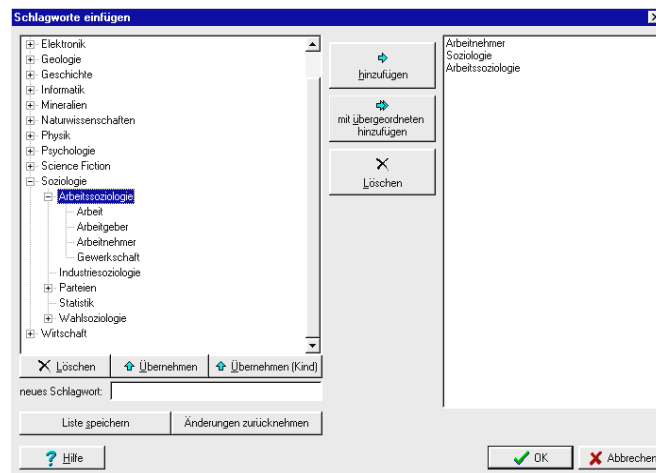 Schlagworte einfügen
Elektronik
Geologie
Geschichte
Informatik
Mineralien
Naturwissenschaften
Physik
Psychologie
Science Fiction
Soziologie
Arbeitssoziologie
Arbeit
Arbeitgeber
Arbeitnehmer
Gewerkschaft
Industriesoziologie
Parteien
Statistik
Wahlsoziologie
Wirtschaft
Löschen
Übernehmen
Übernehmen (Kind)
neues Schlagwort:
Liste speichern
Änderungen zurücknehmen
Hilfe
hinzufügen
mit übergeordneten
hinzufügen
Löschen
Arbeitnehmer
Soziologie
Arbeitssoziologie
OK
Abbrechen